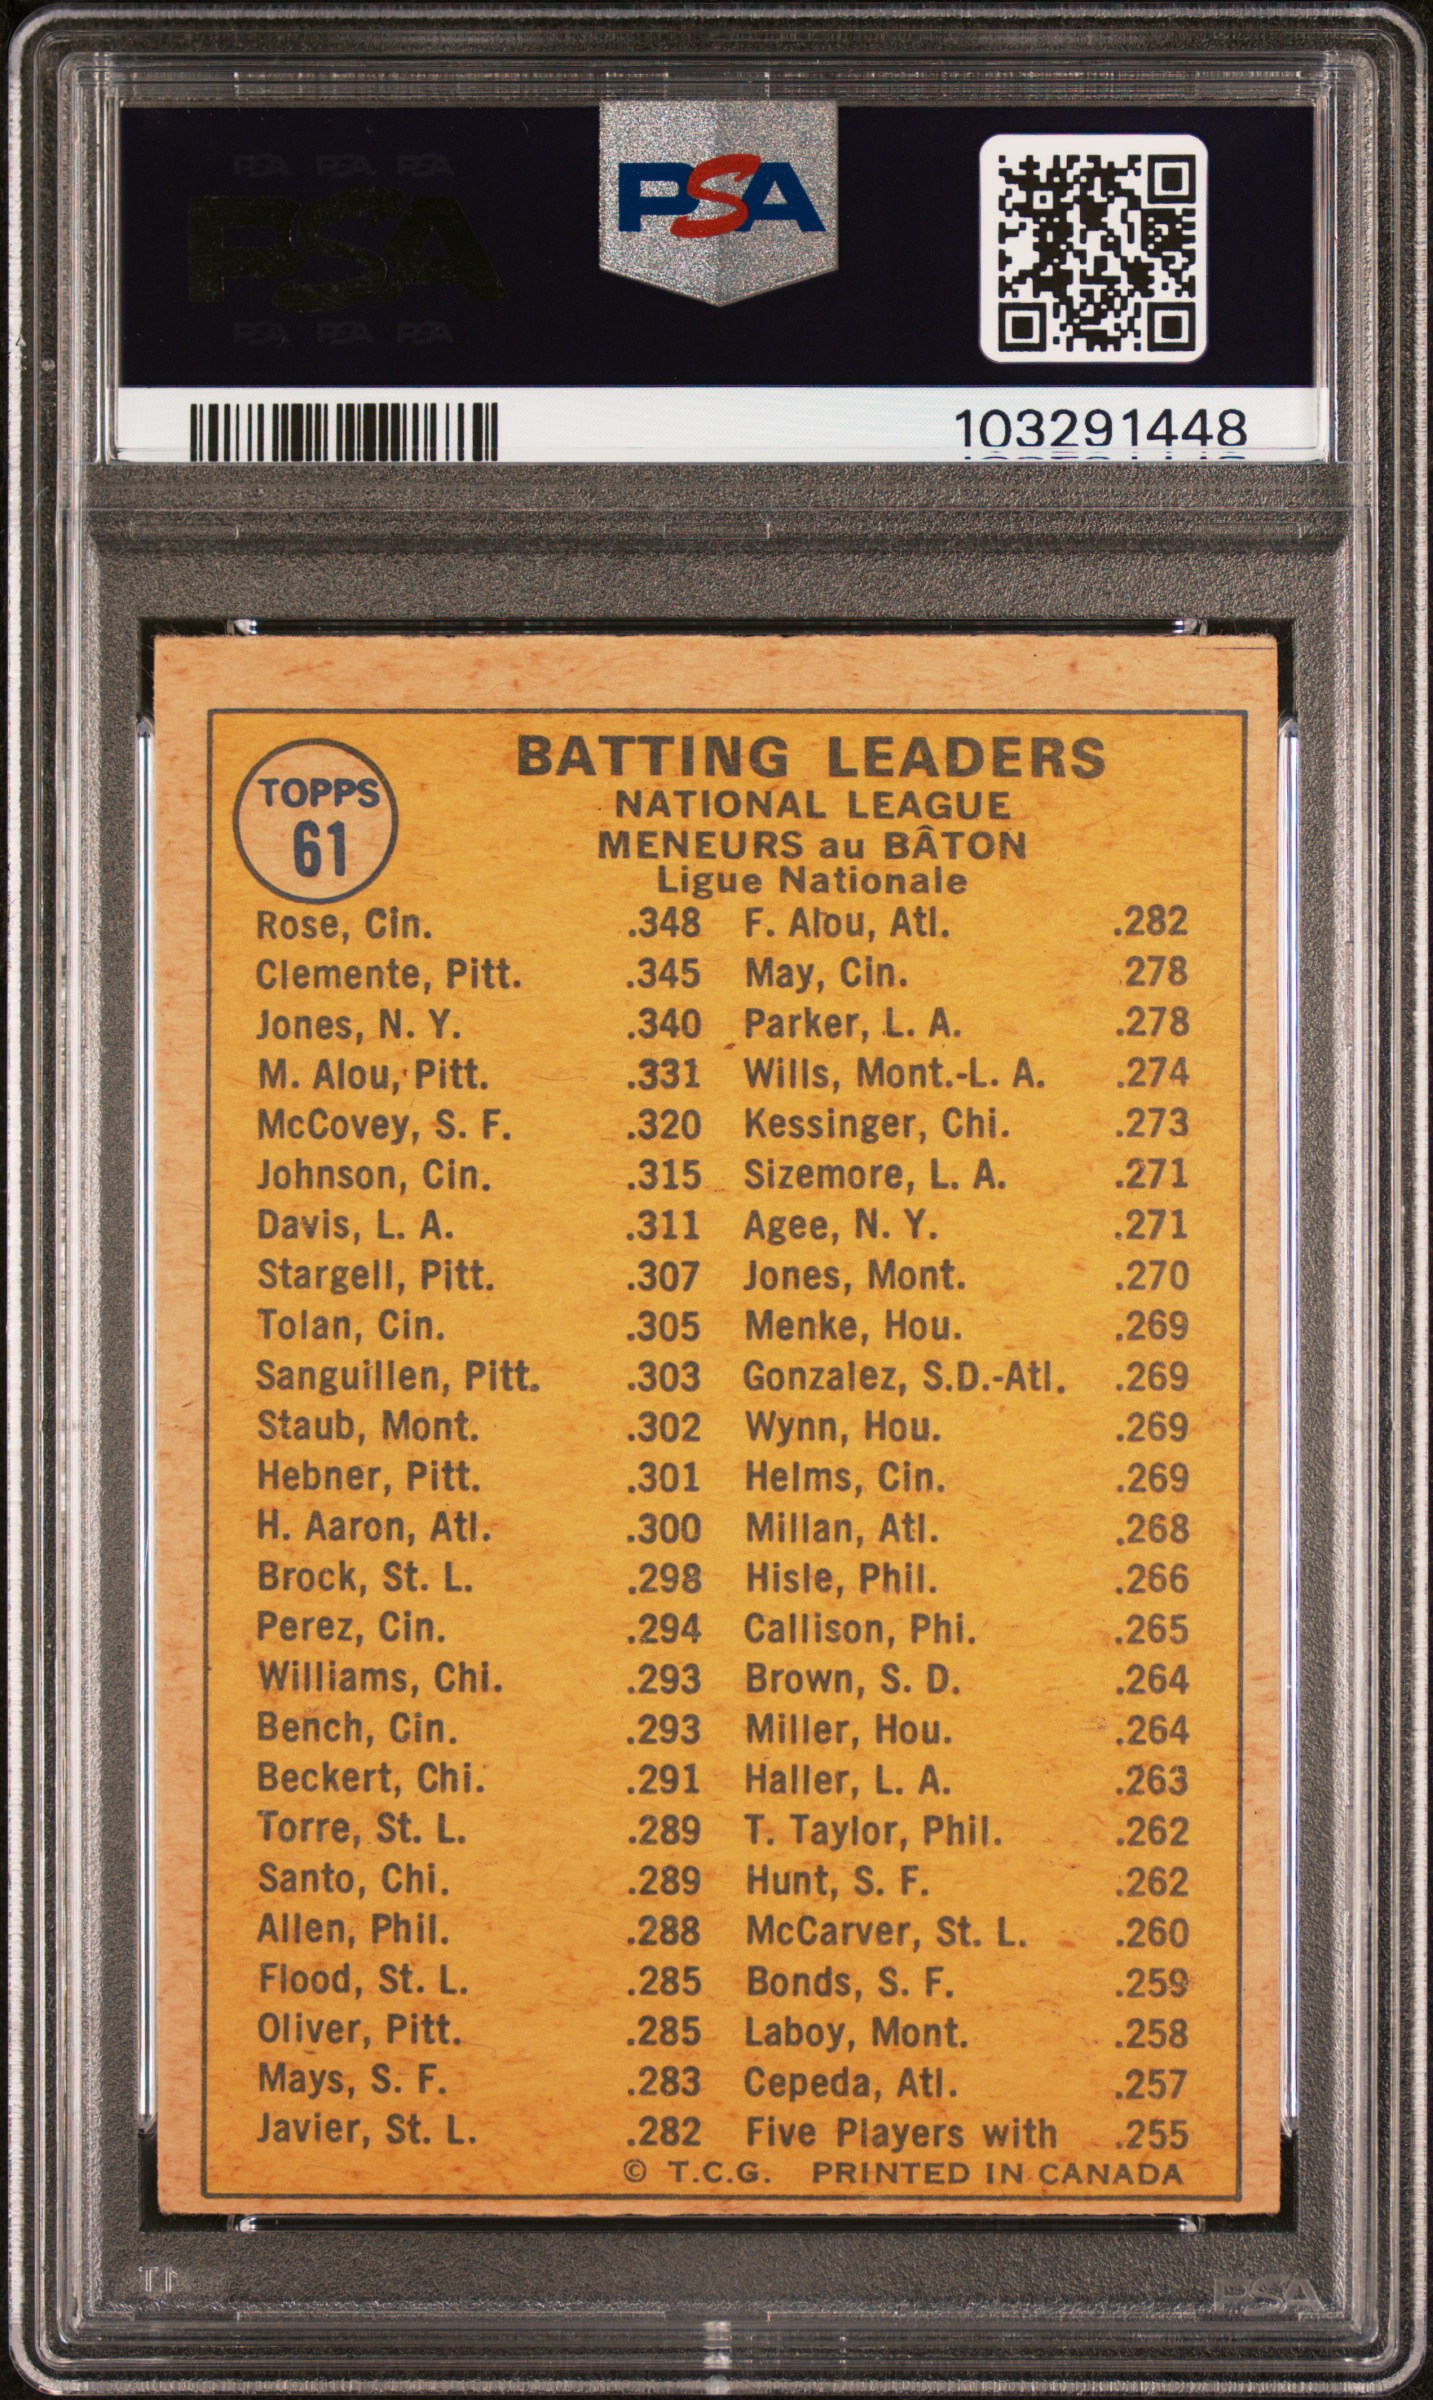 PSA PSA PSA
PSA
PSA PSA PSA
PSA
103291448
TOPPS
61
BATTING LEADERS
NATIONAL LEAGUE
MENEURS au BÂTON
Ligue Nationale
Rose, Cin. .348 F. Alou, Atl. .282
Clemente, Pitt. .345 May, Cin. .278
Jones, N. Y. .340 Parker, L. A. .278
M. Alou, Pitt. .331 Wills, Mont.-L. A. .274
McCovey, S. F. .320 Kessinger, Chi. .273
Johnson, Cin. .315 Sizemore, L. A. .271
Davis, L. A. .311 Agee, N. Y. .271
Stargell, Pitt. .307 Jones, Mont. .270
Tolan, Cin. .305 Menke, Hou. .269
Sanguillen, Pitt. .303 Gonzalez, S.D.-Atl. .269
Staub, Mont. .302 Wynn, Hou. .269
Hebner, Pitt. .301 Helms, Cin. .269
H. Aaron, Atl. .300 Millan, Atl. .268
Brock, St. L. .298 Hisle, Phil. .266
Perez, Cin. .294 Callison, Phi. .265
Williams, Chi. .293 Brown, S. D. .264
Bench, Cin. .293 Miller, Hou. .264
Beckert, Chi. .291 Haller, L. A. .263
Torre, St. L. .289 T. Taylor, Phil. .262
Santo, Chi. .289 Hunt, S. F. .262
Allen, Phil. .288 McCarver, St. L. .260
Flood, St. L. .285 Bonds, S. F. .259
Oliver, Pitt. .285 Laboy, Mont. .258
Mays, S. F. .283 Cepeda, Atl. .257
Javier, St. L. .282 Five Players with .255
© T.C.G. PRINTED IN CANADA
PSA